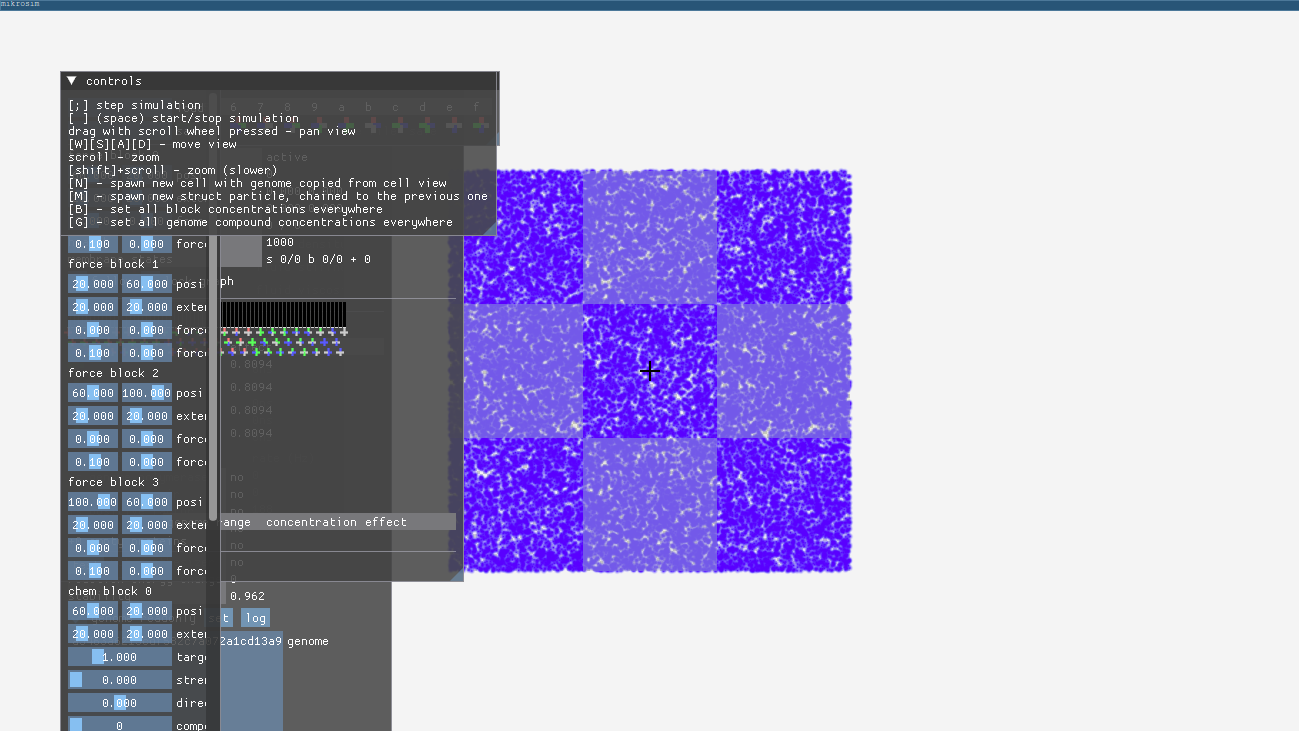 mikrosim
controls
[;] step simulation
[ ] (space) start/stop simulation
drag with scroll wheel pressed - pan view
[W][S][A][D] - move view
scroll - zoom
[shift]+scroll - zoom (slower)
[N] - spawn new cell with genome copied from cell view
[M] - spawn new struct particle, chained to the previous one
[B] - set all block concentrations everywhere
[G] - set all genome compound concentrations everywhere
6 7 8 9 a b c d e f
active
0.100 0.000 force
1000
s 0/0 b 0/0 + 0
force block 1
ph
20.000 60.000 posi
20.000 20.000 exter
0.000 0.000 force
0.100 0.000 force
0.8094
0.8094
0.8094
0.8094
force block 2
60.000 100.000 posi
20.000 20.000 exter
0.000 0.000 force
0.100 0.000 force
no
no
no
force block 3
100.000 60.000 posi
20.000 20.000 exter
0.000 0.000 force
0.100 0.000 force
range concentration effect
no
no
0
chem block 0
0.962
60.000 20.000 posi
20.000 20.000 exter
t log
2a1cd13a9 genome
1.000 targe
0.000 stren
0.000 direc
0 compo